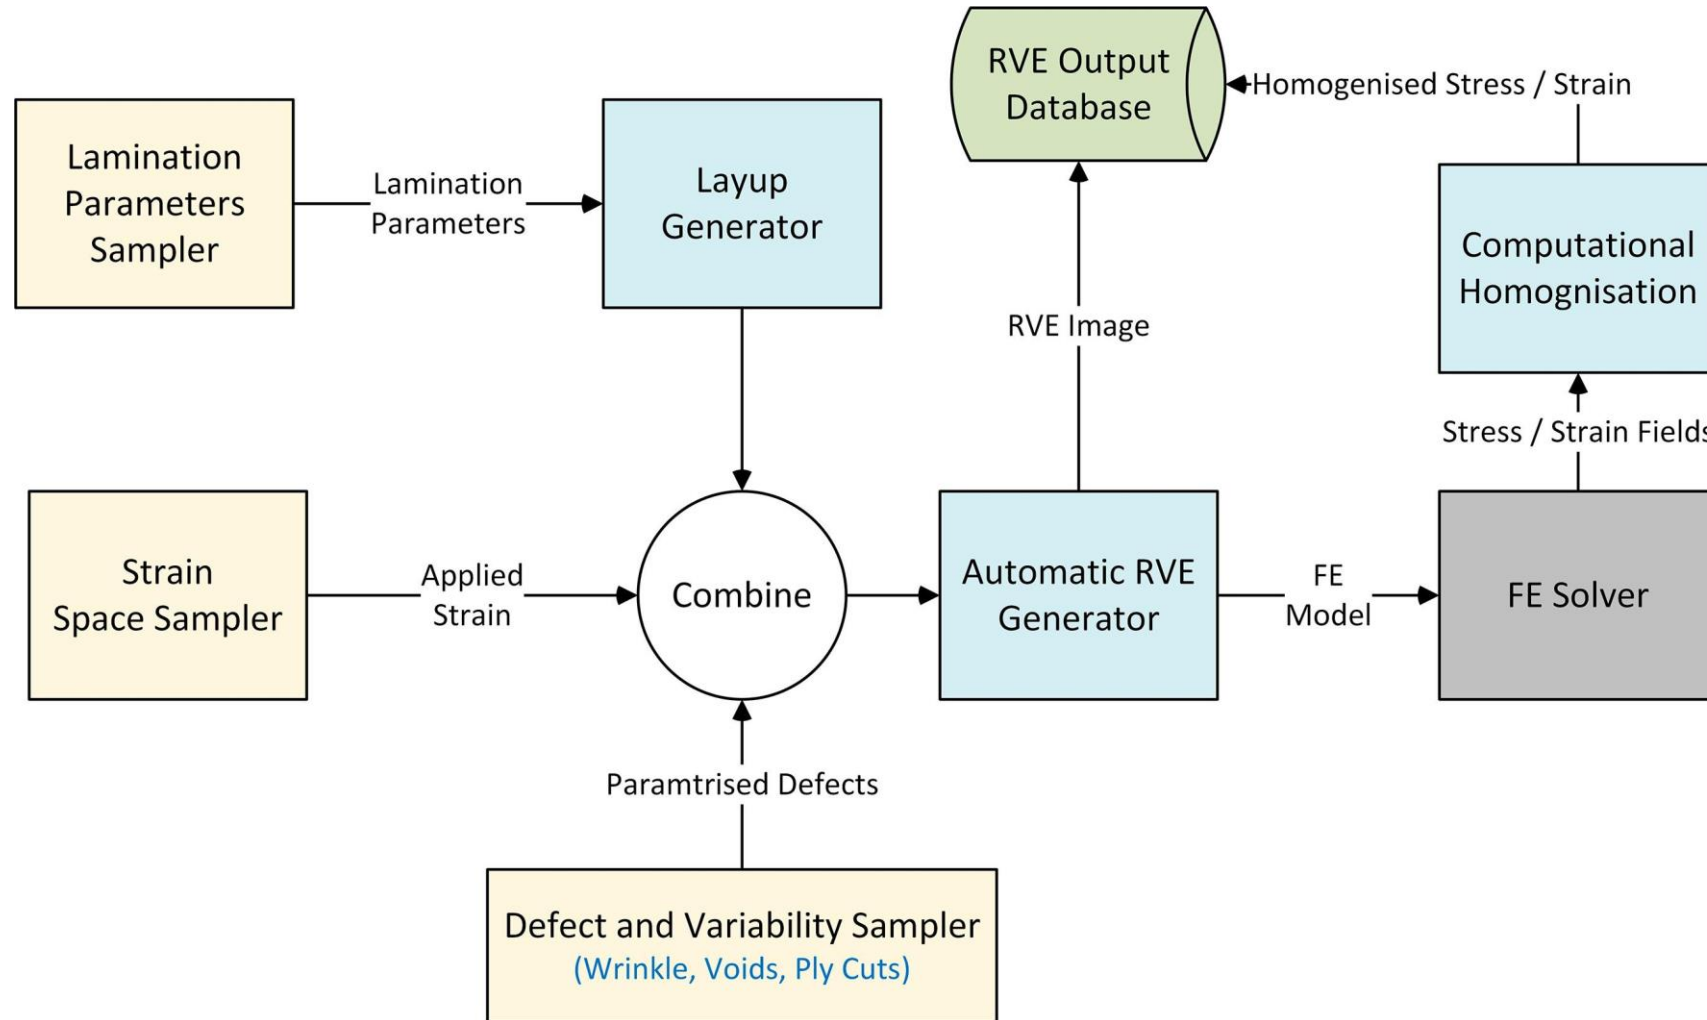 RVE Output
Database
Homogenised Stress / Strain
Lamination
Parameters
Sampler
Lamination
Parameters
Layup
Generator
Computational
Homognisation
RVE Image
Stress / Strain Fields
Strain
Space Sampler
Applied
Strain
Combine
Automatic RVE
Generator
FE
Model
FE Solver
Paramtrised Defects
Defect and Variability Sampler
(Wrinkle, Voids, Ply Cuts)